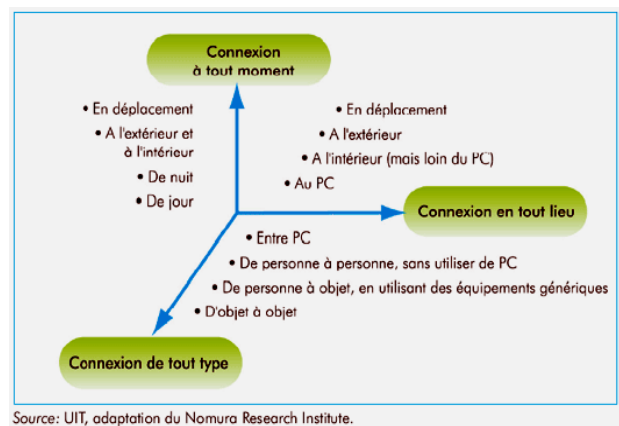 Connexion
à tout moment
• En déplacement
• A l'extérieur et
à l'intérieur
• De nuit
• De jour
• En déplacement
• A l'extérieur
• A l'intérieur (mais loin du PC)
• Au PC
Connexion en tout lieu
• Entre PC
• De personne à personne, sans utiliser de PC
• De personne à objet, en utilisant des équipements génériques
• D'objet à objet
Connexion de tout type
Source: UIT, adaptation du Nomura Research Institute.